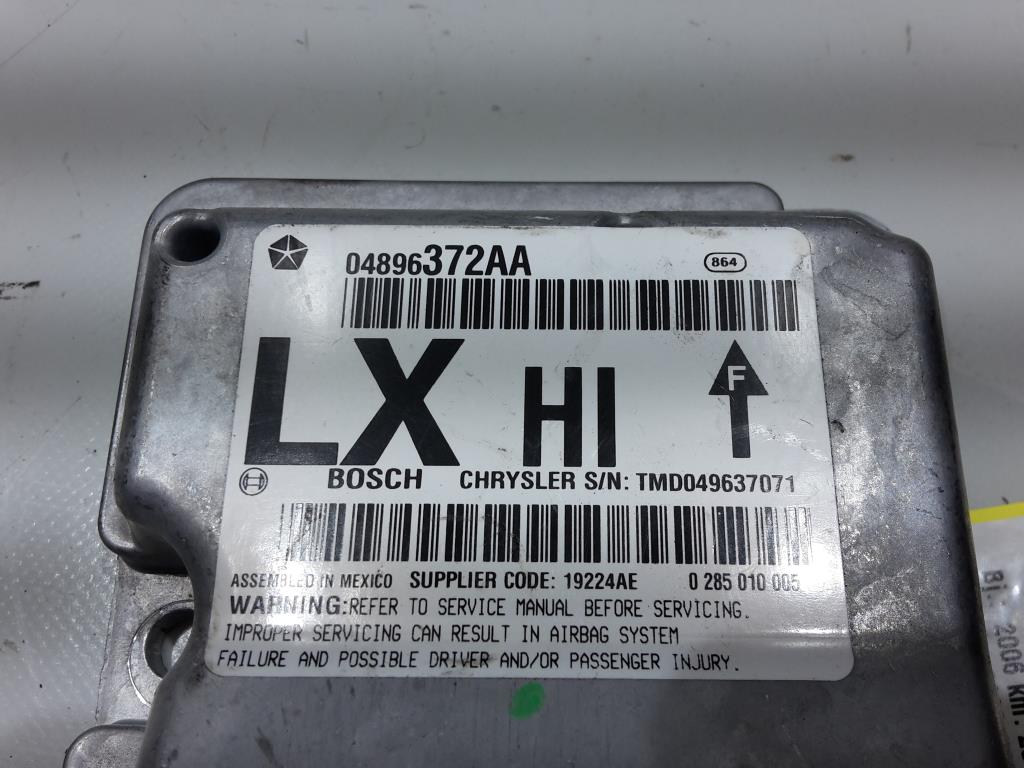 04896372AA 864
LX HI F
BOSCH CHRYSLER S/N: TMD049637071
ASSEMBLED IN MEXICO SUPPLIER CODE: 19224AE 0 285 010 005
WARNING:REFER TO SERVICE MANUAL BEFORE SERVICING.
IMPROPER SERVICING CAN RESULT IN AIRBAG SYSTEM
FAILURE AND POSSIBLE DRIVER AND/OR PASSENGER INJURY.
2006 km.